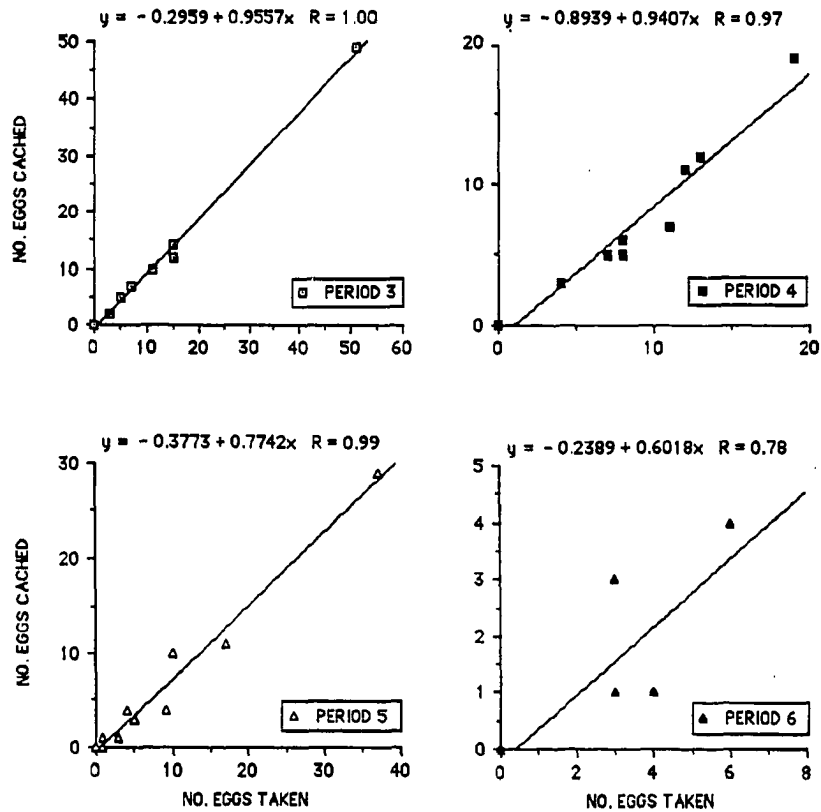 y = - 0.2959 + 0.9557x R = 1.00
50
40
30
20
10
0
NO. EGGS CACHED
PERIOD 3
0 10 20 30 40 50 60
y = - 0.8939 + 0.9407x R = 0.97
20
10
0
PERIOD 4
0 10 20
y = - 0.3773 + 0.7742x R = 0.99
30
20
10
0
NO. EGGS CACHED
PERIOD 5
0 10 20 30 40
NO. EGGS TAKEN
y = - 0.2389 + 0.6018x R = 0.78
5
4
3
2
1
0
PERIOD 6
0 2 4 6 8
NO. EGGS TAKEN